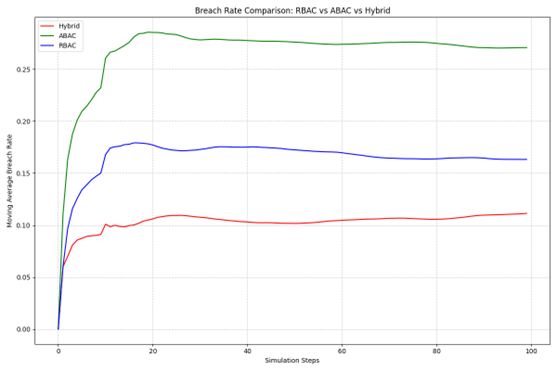 Breach Rate Comparison: RBAC vs ABAC vs Hybrid
Hybrid
ABAC
RBAC
Moving Average Breach Rate
0.25
0.20
0.15
0.10
0.05
0.00
0 20 40 60 80 100
Simulation Steps